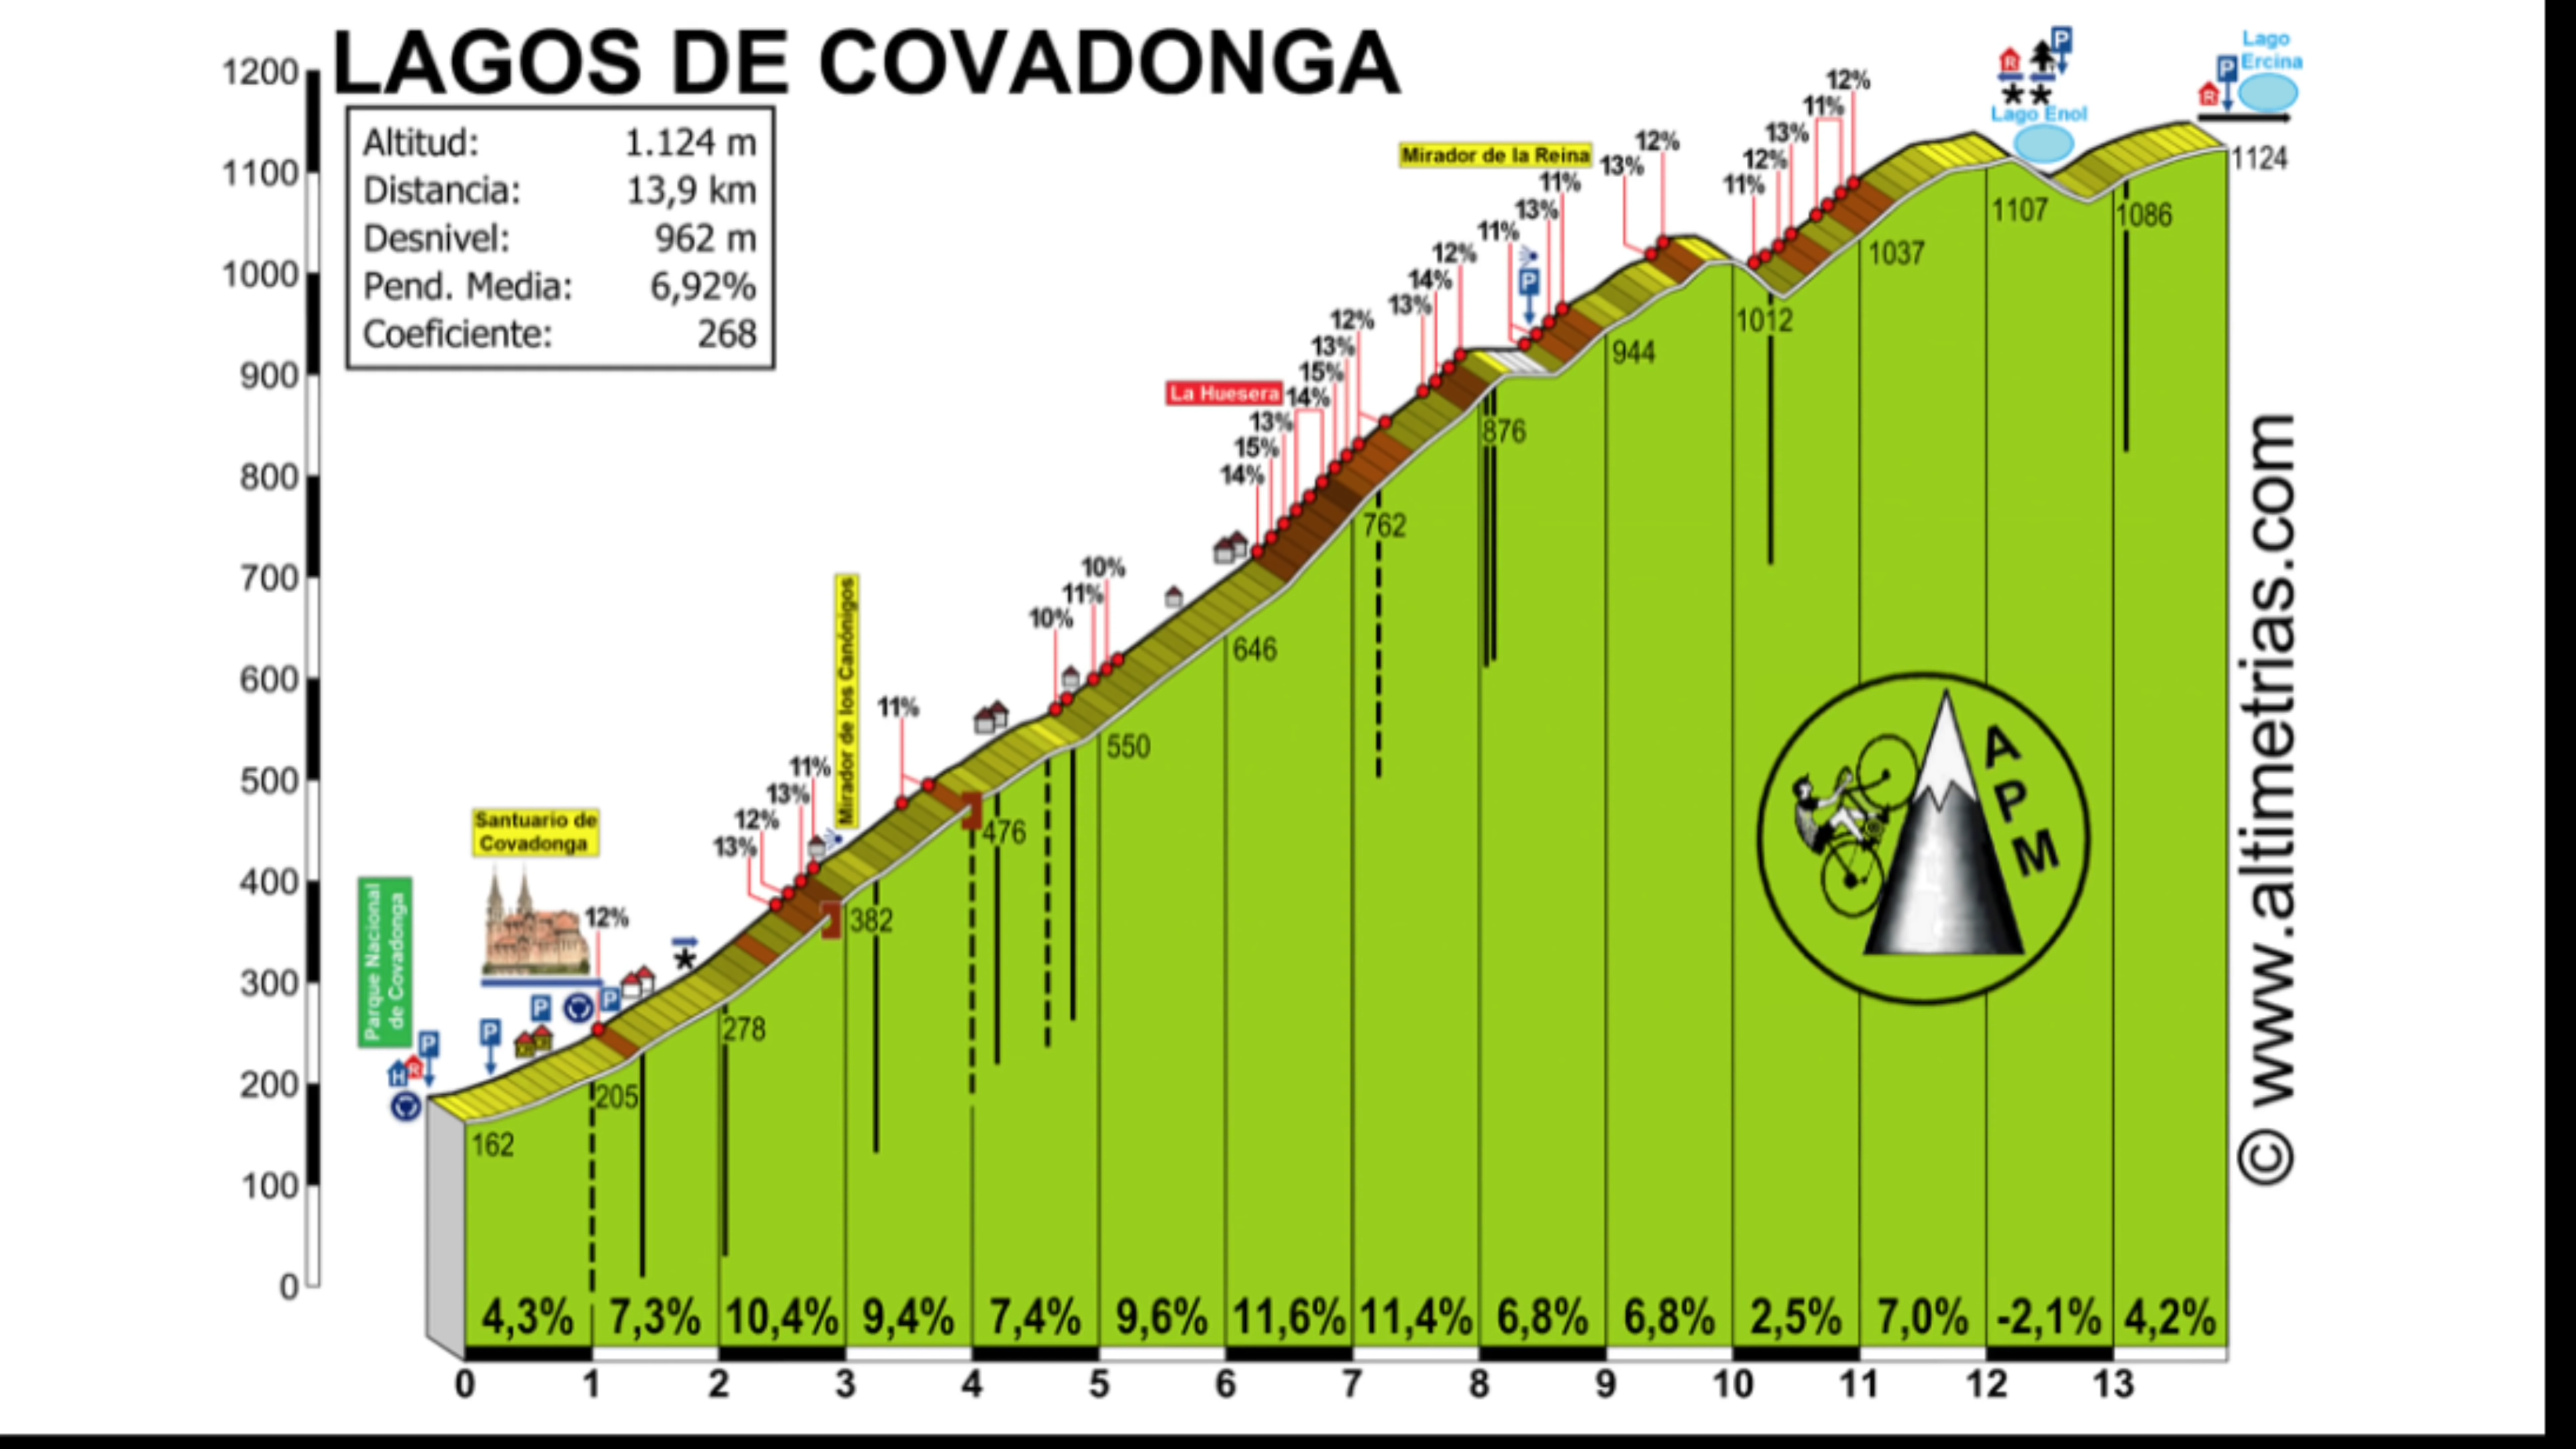 LAGOS DE COVADONGA
Altitud: 1.124 m
Distancia: 13,9 km
Desnivel: 962 m
Pend. Media: 6,92%
Coeficiente: 268
1200
1100
1000
900
800
700
600
500
400
300
200
100
0
Parque Nacional
de Covadonga
H
R
P
P
Santuario de
Covadonga
P
P
12%
13%
12%
13%
11%
Mirador de los Canónigos
11%
10%
11%
10%
14%
15%
13%
La Huesera
14%
15%
13%
12%
13%
14%
12%
Mirador de la Reina
11%
13%
11%
P
13%
12%
11%
12%
13%
11%
12%
R
P
Lago Enol
R
P
Lago
Ercina
162
205
278
382
476
550
646
762
876
944
1012
1037
1107
1086
1124
A
P
M
© www.altimetrias.com
4,3% 7,3% 10,4% 9,4% 7,4% 9,6% 11,6% 11,4% 6,8% 6,8% 2,5% 7,0% -2,1% 4,2%
0 1 2 3 4 5 6 7 8 9 10 11 12 13